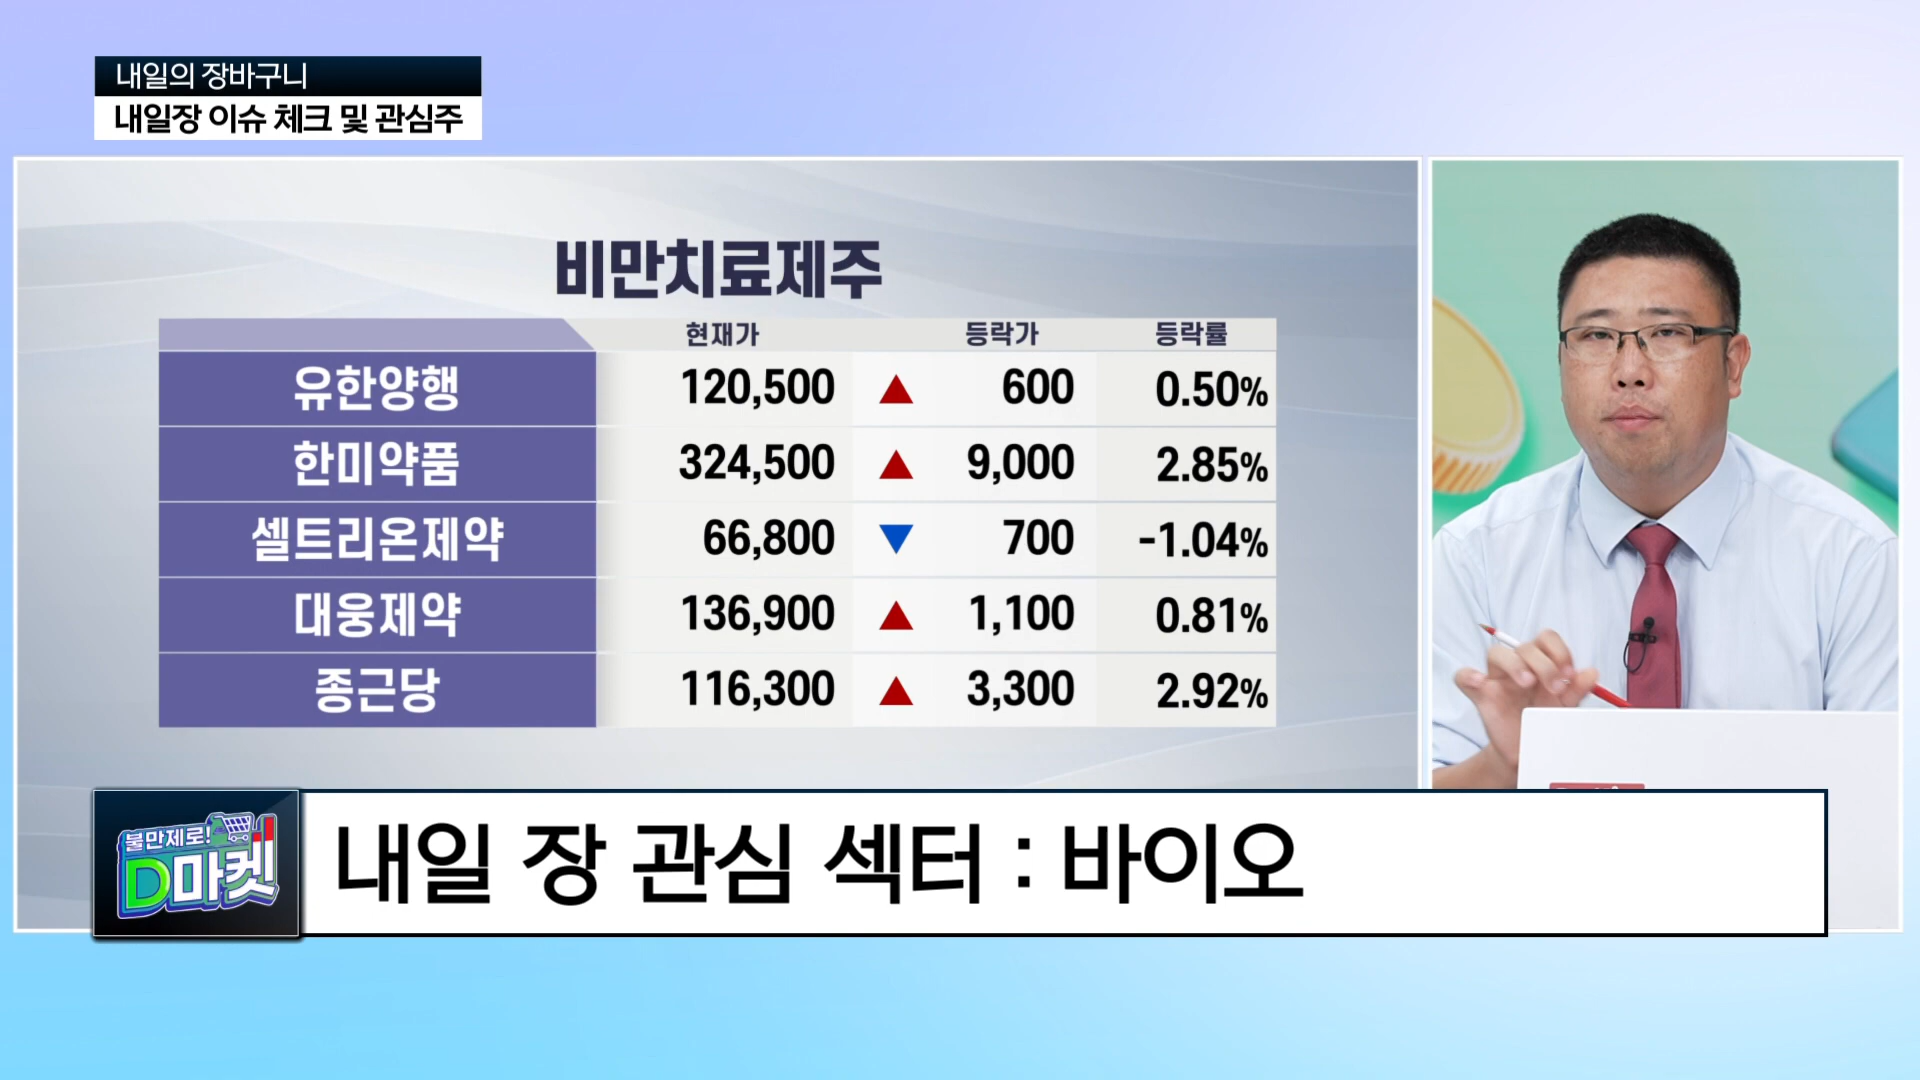 내일의 장바구니
내일장 이슈 체크 및 관심주
비만치료제주
현재가 등락가 등락률
유한양행 120,500 ▲ 600 0.50%
한미약품 324,500 ▲ 9,000 2.85%
셀트리온제약 66,800 ▼ 700 -1.04%
대웅제약 136,900 ▲ 1,100 0.81%
종근당 116,300 ▲ 3,300 2.92%
불만제로!
D마켓
내일 장 관심 섹터 : 바이오